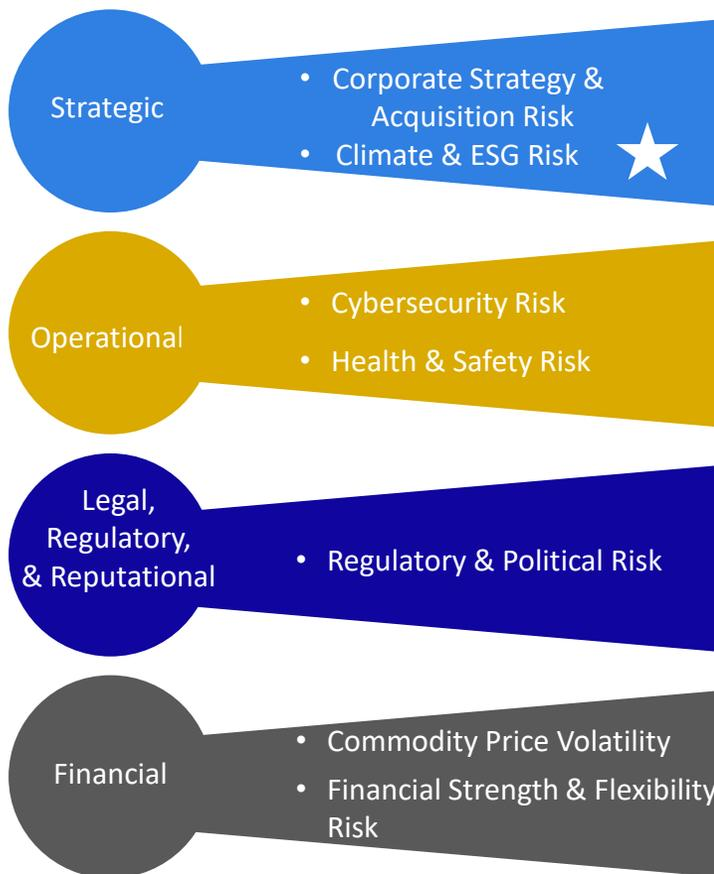 Strategic
• Corporate Strategy &
Acquisition Risk
• Climate & ESG Risk
Operational
• Cybersecurity Risk
• Health & Safety Risk
Legal,
Regulatory,
& Reputational
• Regulatory & Political Risk
Financial
• Commodity Price Volatility
• Financial Strength & Flexibility
Risk